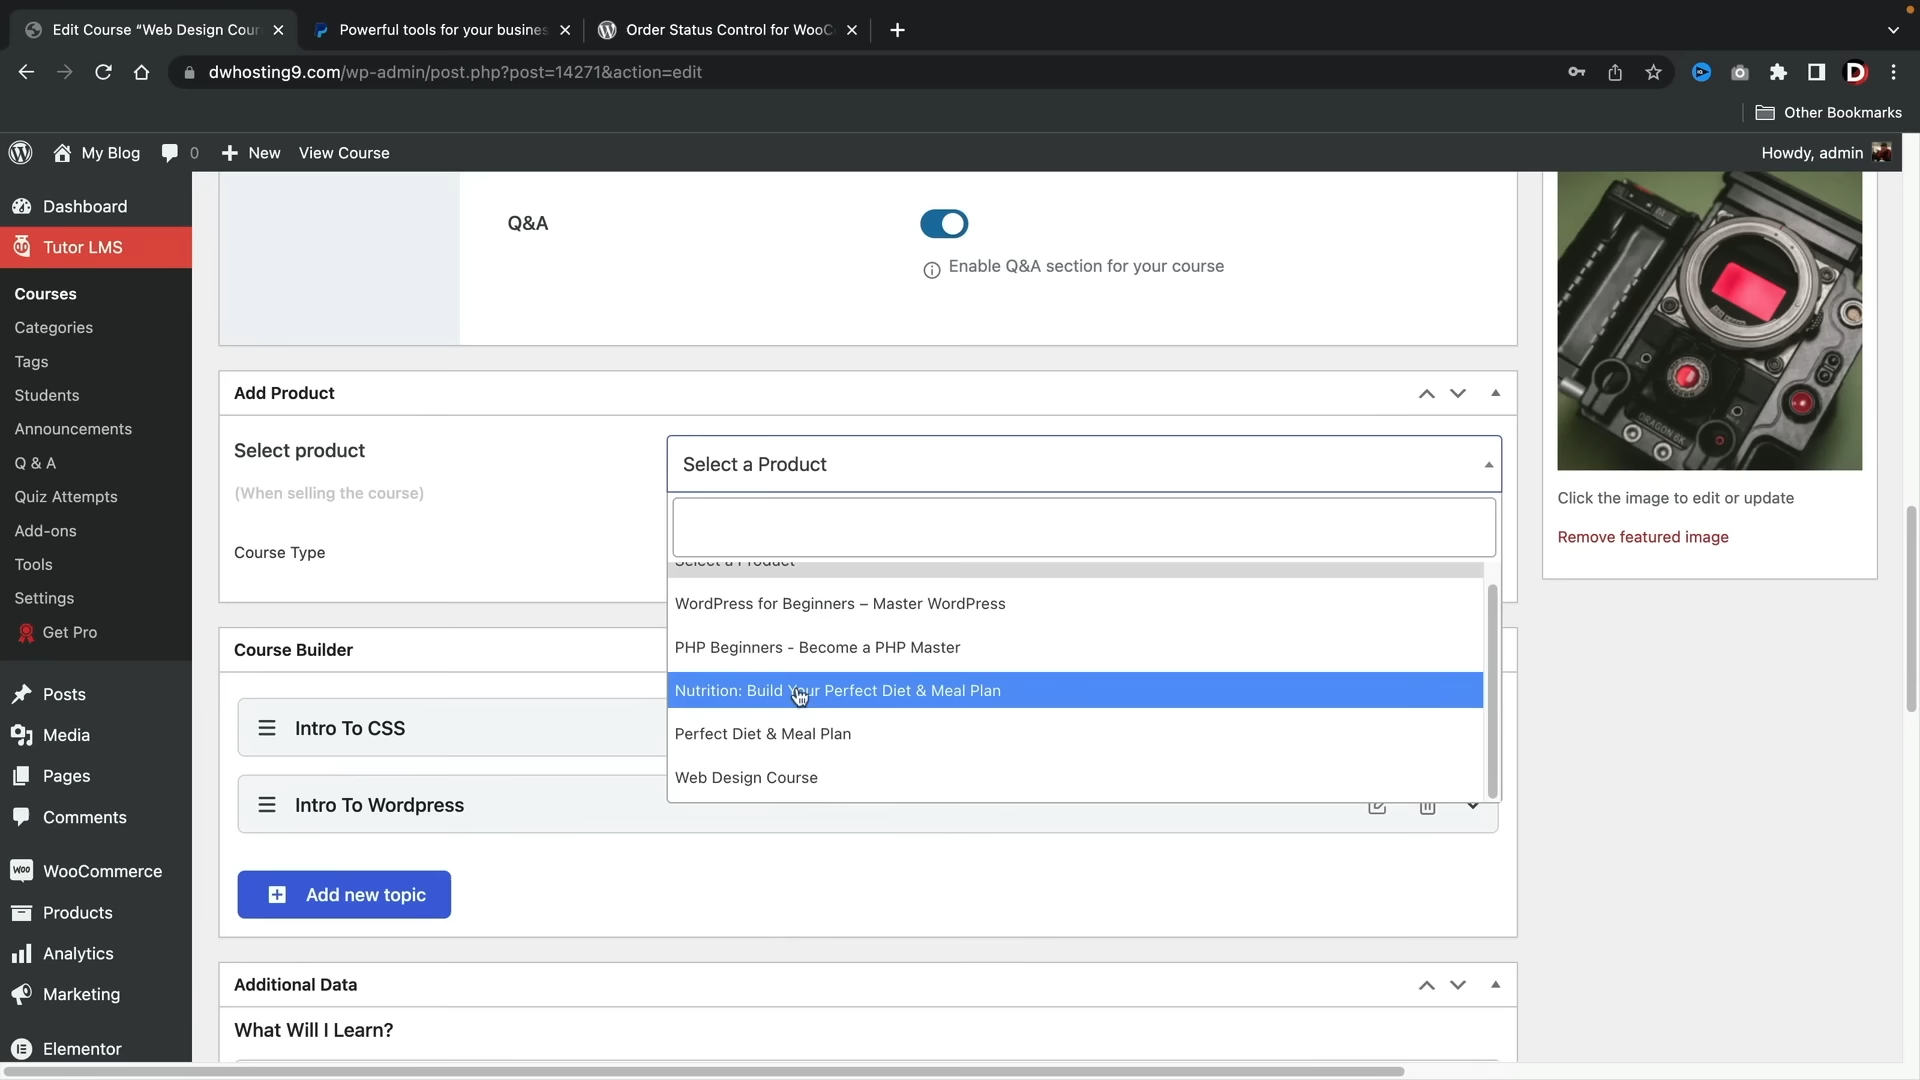 Edit Course "Web Design Cour
Powerful tools for your busines
Order Status Control for WooC
dwhosting9.com/wp-admin/post.php?post=14271&action=edit
Other Bookmarks
My Blog
0
New
View Course
Howdy, admin
Dashboard
Tutor LMS
Courses
Categories
Tags
Students
Announcements
Q & A
Quiz Attempts
Add-ons
Tools
Settings
Get Pro
Posts
Media
Pages
Comments
WooCommerce
Products
Analytics
Marketing
Elementor
Q&A
Enable Q&A section for your course
Add Product
Select product
(When selling the course)
Course Type
Select a Product
Select a Product
WordPress for Beginners – Master WordPress
PHP Beginners - Become a PHP Master
Nutrition: Build Your Perfect Diet & Meal Plan
Perfect Diet & Meal Plan
Web Design Course
Course Builder
Intro To CSS
Intro To Wordpress
Add new topic
Additional Data
What Will I Learn?
DRAGON 6K
Click the image to edit or update
Remove featured image